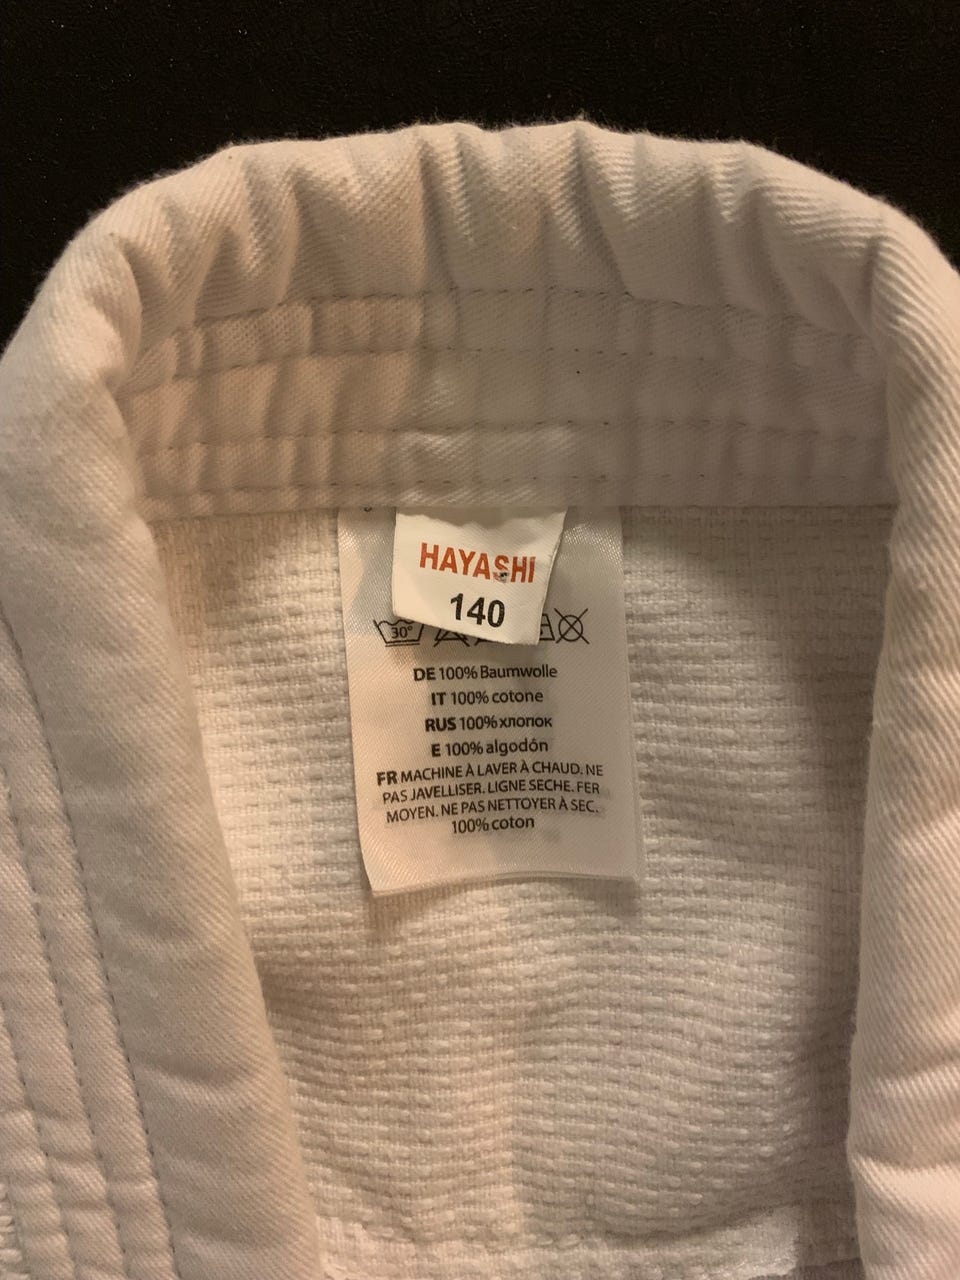 HAYASHI
140
30°
DE 100% Baumwolle
IT 100% cotone
RUS 100% хлопок
E 100% algodón
FR MACHINE À LAVER À CHAUD. NE
PAS JAVELLISER. LIGNE SECHE. FER
MOYEN. NE PAS NETTOYER À SEC.
100% coton